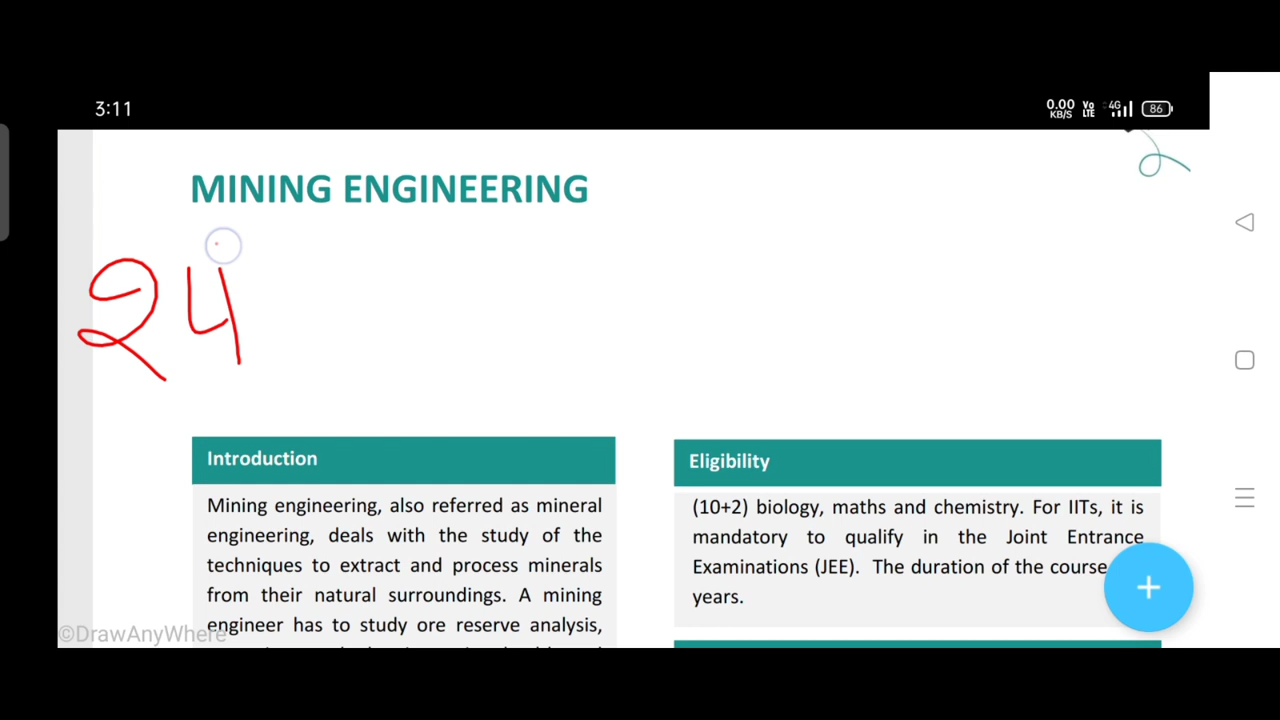 3:11
0.00 KB/S Vo LTE 4G 86
MINING ENGINEERING
24
Introduction
Mining engineering, also referred as mineral
engineering, deals with the study of the
techniques to extract and process minerals
from their natural surroundings. A mining
engineer has to study ore reserve analysis,
Eligibility
(10+2) biology, maths and chemistry. For IITs, it is
mandatory to qualify in the Joint Entrance
Examinations (JEE). The duration of the course
years.
©DrawAnyWhere